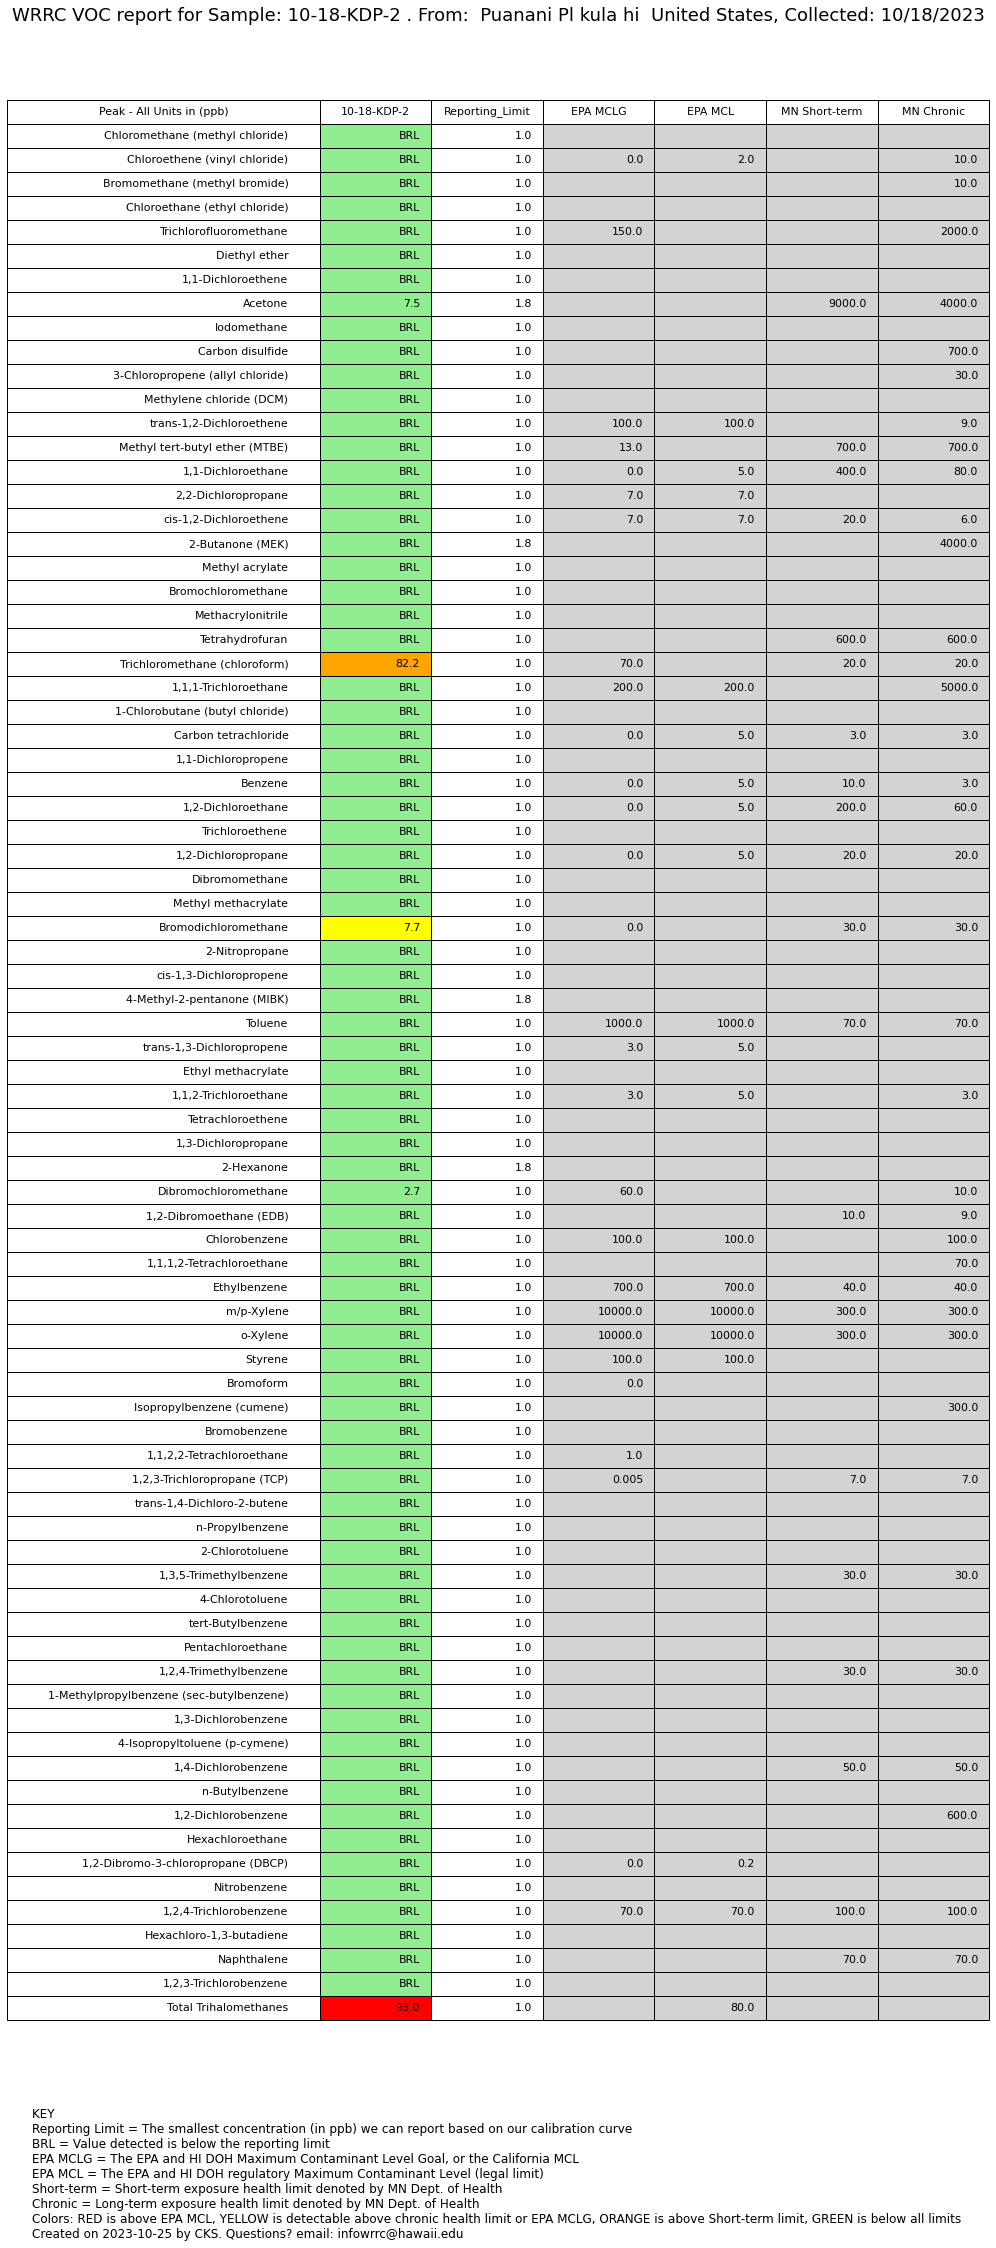 WRRC VOC report for Sample: 10-18-KDP-2 . From:  Puanani Pl kula hi  United States, Collected: 10/18/2023
Peak - All Units in (ppb) 10-18-KDP-2 Reporting_Limit EPA MCLG EPA MCL MN Short-term MN Chronic
Chloromethane (methyl chloride) BRL 1.0
Chloroethene (vinyl chloride) BRL 1.0 0.0 2.0 10.0
Bromomethane (methyl bromide) BRL 1.0 10.0
Chloroethane (ethyl chloride) BRL 1.0
Trichlorofluoromethane BRL 1.0 150.0 2000.0
Diethyl ether BRL 1.0
1,1-Dichloroethene BRL 1.0
Acetone 7.5 1.8 9000.0 4000.0
Iodomethane BRL 1.0
Carbon disulfide BRL 1.0 700.0
3-Chloropropene (allyl chloride) BRL 1.0 30.0
Methylene chloride (DCM) BRL 1.0
trans-1,2-Dichloroethene BRL 1.0 100.0 100.0 9.0
Methyl tert-butyl ether (MTBE) BRL 1.0 13.0 700.0 700.0
1,1-Dichloroethane BRL 1.0 0.0 5.0 400.0 80.0
2,2-Dichloropropane BRL 1.0 7.0 7.0
cis-1,2-Dichloroethene BRL 1.0 7.0 7.0 20.0 6.0
2-Butanone (MEK) BRL 1.8 4000.0
Methyl acrylate BRL 1.0
Bromochloromethane BRL 1.0
Methacrylonitrile BRL 1.0
Tetrahydrofuran BRL 1.0 600.0 600.0
Trichloromethane (chloroform) 82.2 1.0 70.0 20.0 20.0
1,1,1-Trichloroethane BRL 1.0 200.0 200.0 5000.0
1-Chlorobutane (butyl chloride) BRL 1.0
Carbon tetrachloride BRL 1.0 0.0 5.0 3.0 3.0
1,1-Dichloropropene BRL 1.0
Benzene BRL 1.0 0.0 5.0 10.0 3.0
1,2-Dichloroethane BRL 1.0 0.0 5.0 200.0 60.0
Trichloroethene BRL 1.0
1,2-Dichloropropane BRL 1.0 0.0 5.0 20.0 20.0
Dibromomethane BRL 1.0
Methyl methacrylate BRL 1.0
Bromodichloromethane 7.7 1.0 0.0 30.0 30.0
2-Nitropropane BRL 1.0
cis-1,3-Dichloropropene BRL 1.0
4-Methyl-2-pentanone (MIBK) BRL 1.8
Toluene BRL 1.0 1000.0 1000.0 70.0 70.0
trans-1,3-Dichloropropene BRL 1.0 3.0 5.0
Ethyl methacrylate BRL 1.0
1,1,2-Trichloroethane BRL 1.0 3.0 5.0 3.0
Tetrachloroethene BRL 1.0
1,3-Dichloropropane BRL 1.0
2-Hexanone BRL 1.8
Dibromochloromethane 2.7 1.0 60.0 10.0
1,2-Dibromoethane (EDB) BRL 1.0 10.0 9.0
Chlorobenzene BRL 1.0 100.0 100.0 100.0
1,1,1,2-Tetrachloroethane BRL 1.0 70.0
Ethylbenzene BRL 1.0 700.0 700.0 40.0 40.0
m/p-Xylene BRL 1.0 10000.0 10000.0 300.0 300.0
o-Xylene BRL 1.0 10000.0 10000.0 300.0 300.0
Styrene BRL 1.0 100.0 100.0
Bromoform BRL 1.0 0.0
Isopropylbenzene (cumene) BRL 1.0 300.0
Bromobenzene BRL 1.0
1,1,2,2-Tetrachloroethane BRL 1.0 1.0
1,2,3-Trichloropropane (TCP) BRL 1.0 0.005 7.0 7.0
trans-1,4-Dichloro-2-butene BRL 1.0
n-Propylbenzene BRL 1.0
2-Chlorotoluene BRL 1.0
1,3,5-Trimethylbenzene BRL 1.0 30.0 30.0
4-Chlorotoluene BRL 1.0
tert-Butylbenzene BRL 1.0
Pentachloroethane BRL 1.0
1,2,4-Trimethylbenzene BRL 1.0 30.0 30.0
1-Methylpropylbenzene (sec-butylbenzene) BRL 1.0
1,3-Dichlorobenzene BRL 1.0
4-Isopropyltoluene (p-cymene) BRL 1.0
1,4-Dichlorobenzene BRL 1.0 50.0 50.0
n-Butylbenzene BRL 1.0
1,2-Dichlorobenzene BRL 1.0 600.0
Hexachloroethane BRL 1.0
1,2-Dibromo-3-chloropropane (DBCP) BRL 1.0 0.0 0.2
Nitrobenzene BRL 1.0
1,2,4-Trichlorobenzene BRL 1.0 70.0 70.0 100.0 100.0
Hexachloro-1,3-butadiene BRL 1.0
Naphthalene BRL 1.0 70.0 70.0
1,2,3-Trichlorobenzene BRL 1.0
Total Trihalomethanes 93.0 1.0 80.0
KEY
Reporting Limit = The smallest concentration (in ppb) we can report based on our calibration curve
BRL = Value detected is below the reporting limit
EPA MCLG = The EPA and HI DOH Maximum Contaminant Level Goal, or the California MCL
EPA MCL = The EPA and HI DOH regulatory Maximum Contaminant Level (legal limit)
Short-term = Short-term exposure health limit denoted by MN Dept. of Health
Chronic = Long-term exposure health limit denoted by MN Dept. of Health
Colors: RED is above EPA MCL, YELLOW is detectable above chronic health limit or EPA MCLG, ORANGE is above Short-term limit, GREEN is below all limits
Created on 2023-10-25 by CKS. Questions? email: infowrrc@hawaii.edu